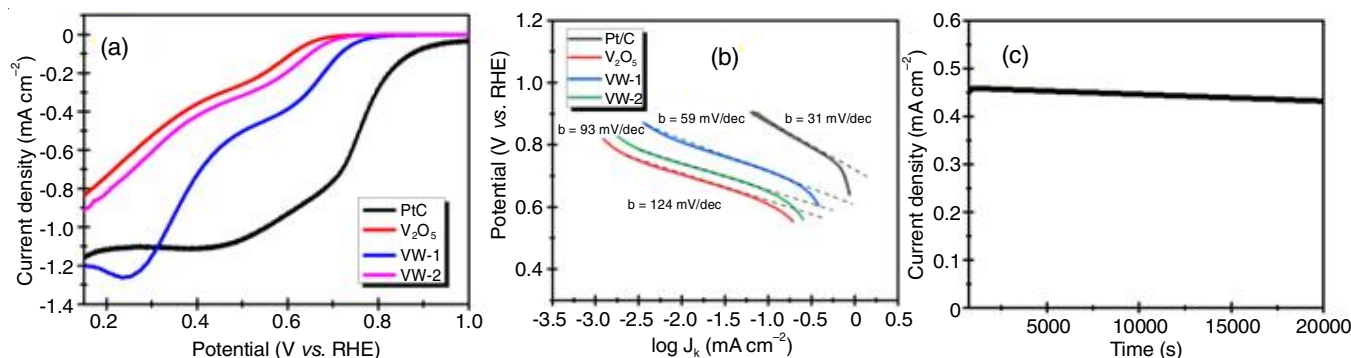 (a)
Current density (mA cm⁻²)
0
-0.2
-0.4
-0.6
-0.8
-1.0
-1.2
-1.4
0.2 0.4 0.6 0.8 1.0
Potential (V vs. RHE)
PtC
V₂O₅
VW-1
VW-2
(b)
Potential (V vs. RHE)
1.2
1.0
0.8
0.6
0.4
Pt/C
V₂O₅
VW-1
VW-2
b = 59 mV/dec
b = 31 mV/dec
b = 93 mV/dec
b = 124 mV/dec
-3.5 -3.0 -2.5 -2.0 -1.5 -1.0 -0.5 0 0.5
log Jₖ (mA cm⁻²)
(c)
Current density (mA cm⁻²)
0.6
0.5
0.4
0.3
0.2
0.1
0
5000 10000 15000 20000
Time (s)